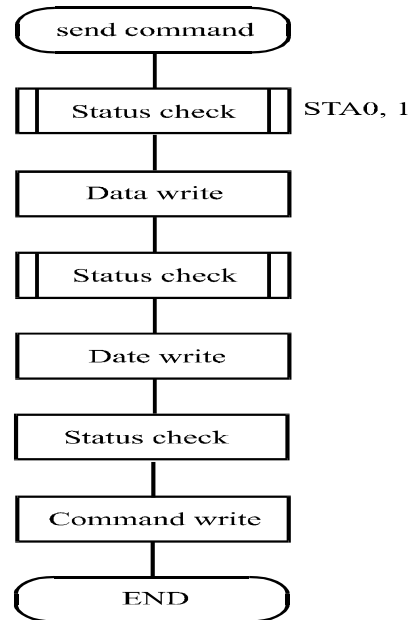 send command
Status check
STA0, 1
Data write
Status check
Date write
Status check
Command write
END